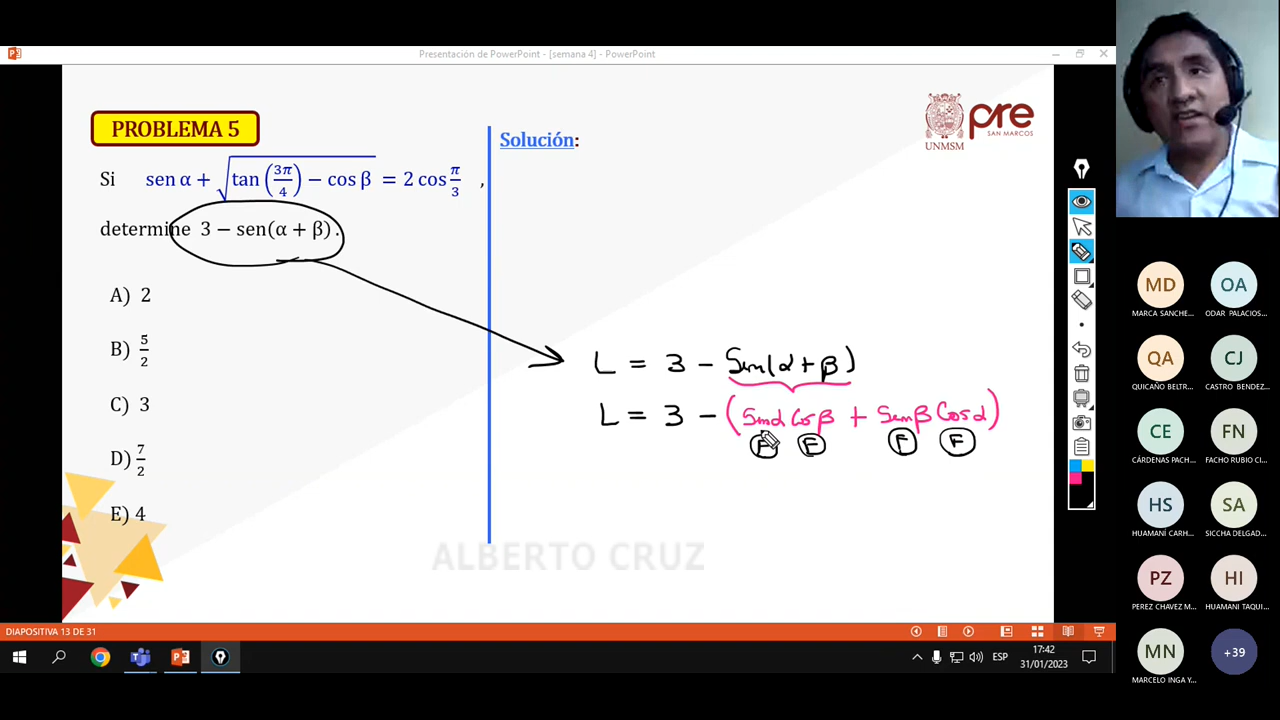 Presentación de PowerPoint - [semana 4] - PowerPoint
PROBLEMA 5
Si sen α + √(tan (3π/4) − cos β) = 2 cos π/3 ,
determine 3 − sen(α + β) .
A) 2
B) 5/2
C) 3
D) 7/2
E) 4
Solución:
UNMSM
pre
SAN MARCOS
L = 3 − Sen(α + β)
L = 3 − (Senα Cosβ + Senβ Cosα)
F F F F
ALBERTO CRUZ
DIAPOSITIVA 13 DE 31
ESP
17:42
31/01/2023
MD
MARCA SANCHE...
OA
ODAR PALACIOS...
QA
QUICAÑO BELTR...
CJ
CASTRO BENDEZ...
CE
CÁRDENAS PACH...
FN
FACHO RUBIO CI...
HS
HUAMANÍ CARH...
SA
SICCHA DELGAD...
PZ
PEREZ CHAVEZ M...
HI
HUAMANI TAQUI...
MN
MARCELO INGA Y...
+39